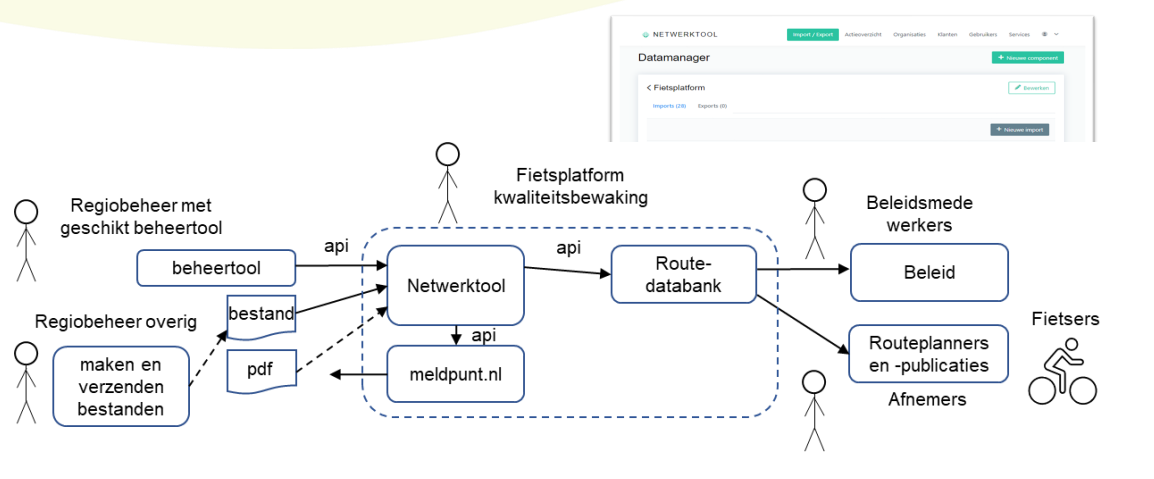 NETWERKTOOL
Import / Export Actieoverzicht Organisaties Klanten Gebruikers Services
Datamanager
+ Nieuwe component
< Fietsplatform
Bewerken
Imports (29) Exports (0)
+ Nieuwe import
Fietsplatform
kwaliteitsbewaking
Regiobeheer met
geschikt beheertool
Beleidsmede
werkers
api
api
beheertool
Netwerktool
Route-
databank
Beleid
bestand
Regiobeheer overig
api
Fietsers
maken en
verzenden
bestanden
pdf
meldpunt.nl
Routeplanners
en -publicaties
Afnemers